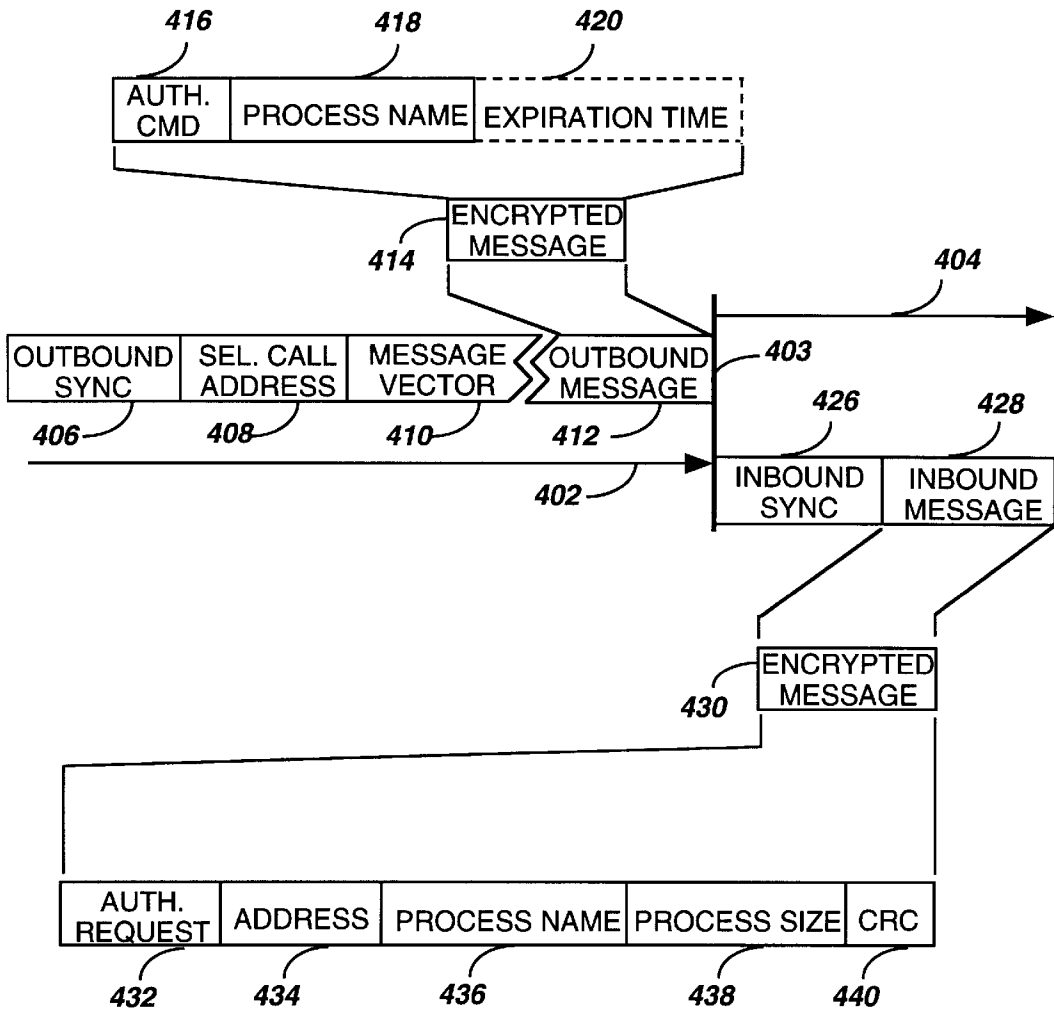 416
418
420
AUTH.
CMD
PROCESS NAME
EXPIRATION TIME
ENCRYPTED
MESSAGE
414
404
OUTBOUND
SYNC
SEL. CALL
ADDRESS
MESSAGE
VECTOR
OUTBOUND
MESSAGE
403
406
408
410
412
426
428
402
INBOUND
SYNC
INBOUND
MESSAGE
ENCRYPTED
MESSAGE
430
AUTH.
REQUEST
ADDRESS
PROCESS NAME
PROCESS SIZE
CRC
432
434
436
438
440